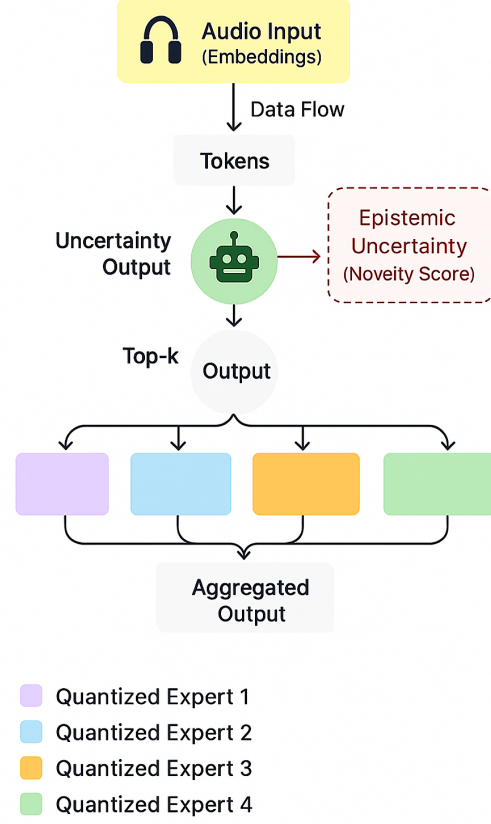 Audio Input
(Embeddings)
Data Flow
Tokens
Uncertainty
Output
Epistemic
Uncertainty
(Noveity Score)
Top-k
Output
Aggregated
Output
Quantized Expert 1
Quantized Expert 2
Quantized Expert 3
Quantized Expert 4